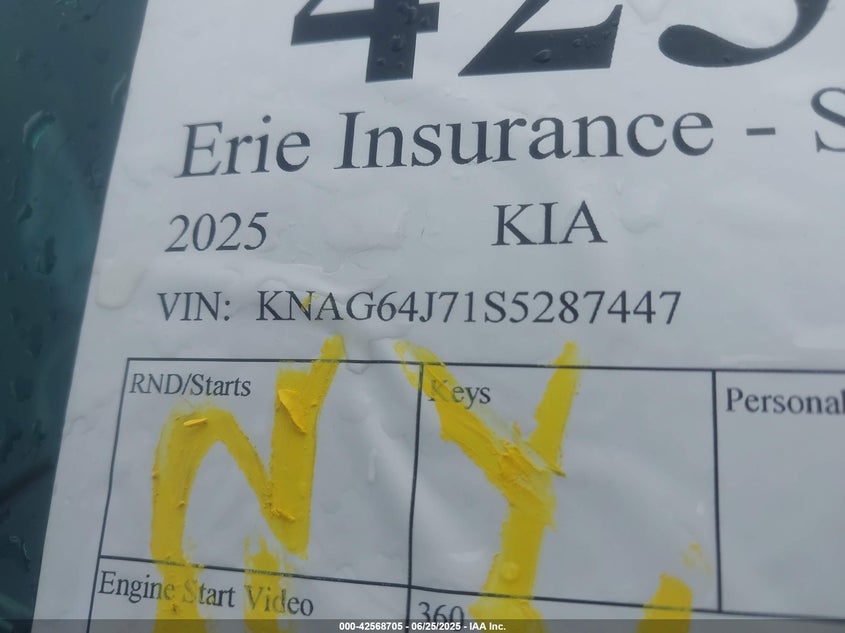 Erie Insurance - S
2025 KIA
VIN: KNAG64J71S5287447
RND/Starts Keys Personal
N Y
Engine Start Video 360
000-42568705 - 06/25/2025 - IAA Inc.